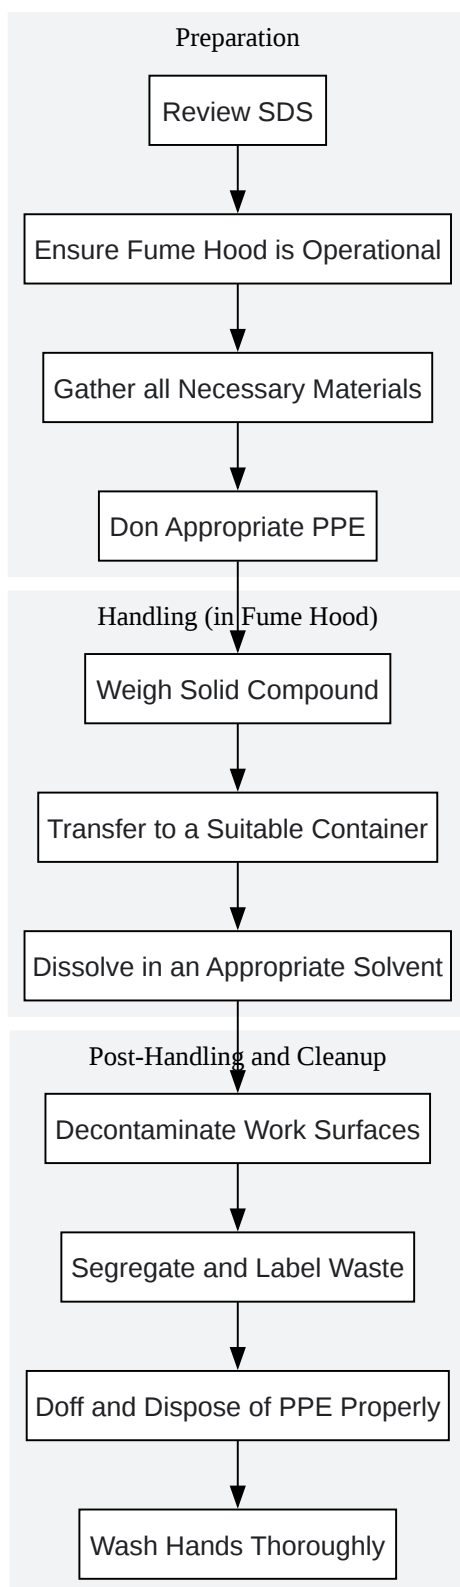 Preparation
Review SDS
Ensure Fume Hood is Operational
Gather all Necessary Materials
Don Appropriate PPE
Handling (in Fume Hood)
Weigh Solid Compound
Transfer to a Suitable Container
Dissolve in an Appropriate Solvent
Post-Handling and Cleanup
Decontaminate Work Surfaces
Segregate and Label Waste
Doff and Dispose of PPE Properly
Wash Hands Thoroughly